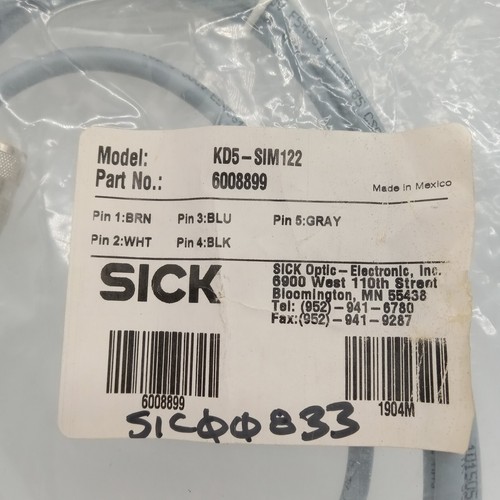 Model: KD5-SIM122
Part No.: 6008899
Made in Mexico
Pin 1:BRN Pin 3:BLU Pin 5:GRAY
Pin 2:WHT Pin 4:BLK
SICK
SICK Optic-Electronic, Inc.
6900 West 110th Street
Bloomington, MN 55438
Tel: (952)-941-6780
Fax:(952)-941-9287
6008899
1904M
SIC00833